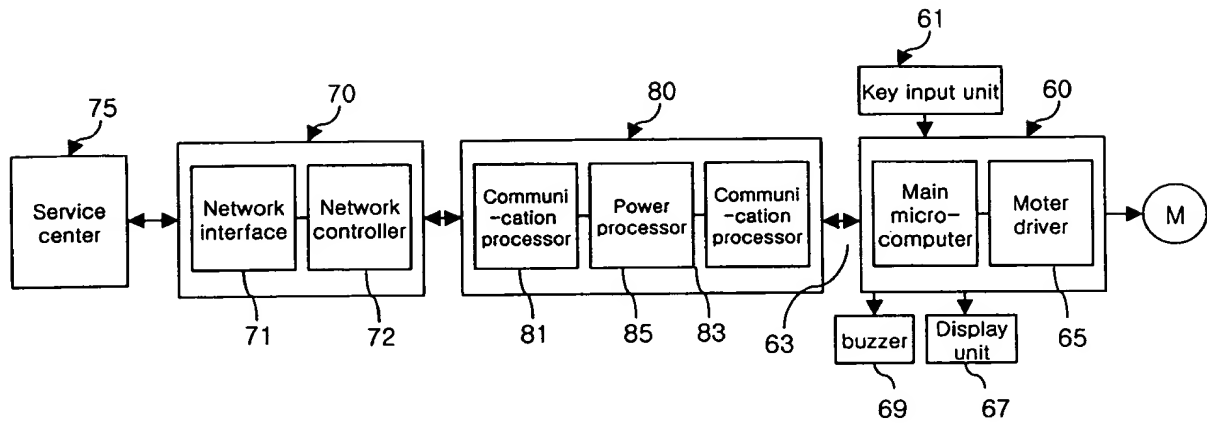 61
Key input unit
75
70
80
60
Service
center
Network
interface
Network
controller
Communi
-cation
processor
Power
processor
Communi
-cation
processor
Main
micro-
computer
Moter
driver
M
71
72
81
85
83
63
buzzer
Display
unit
65
69
67